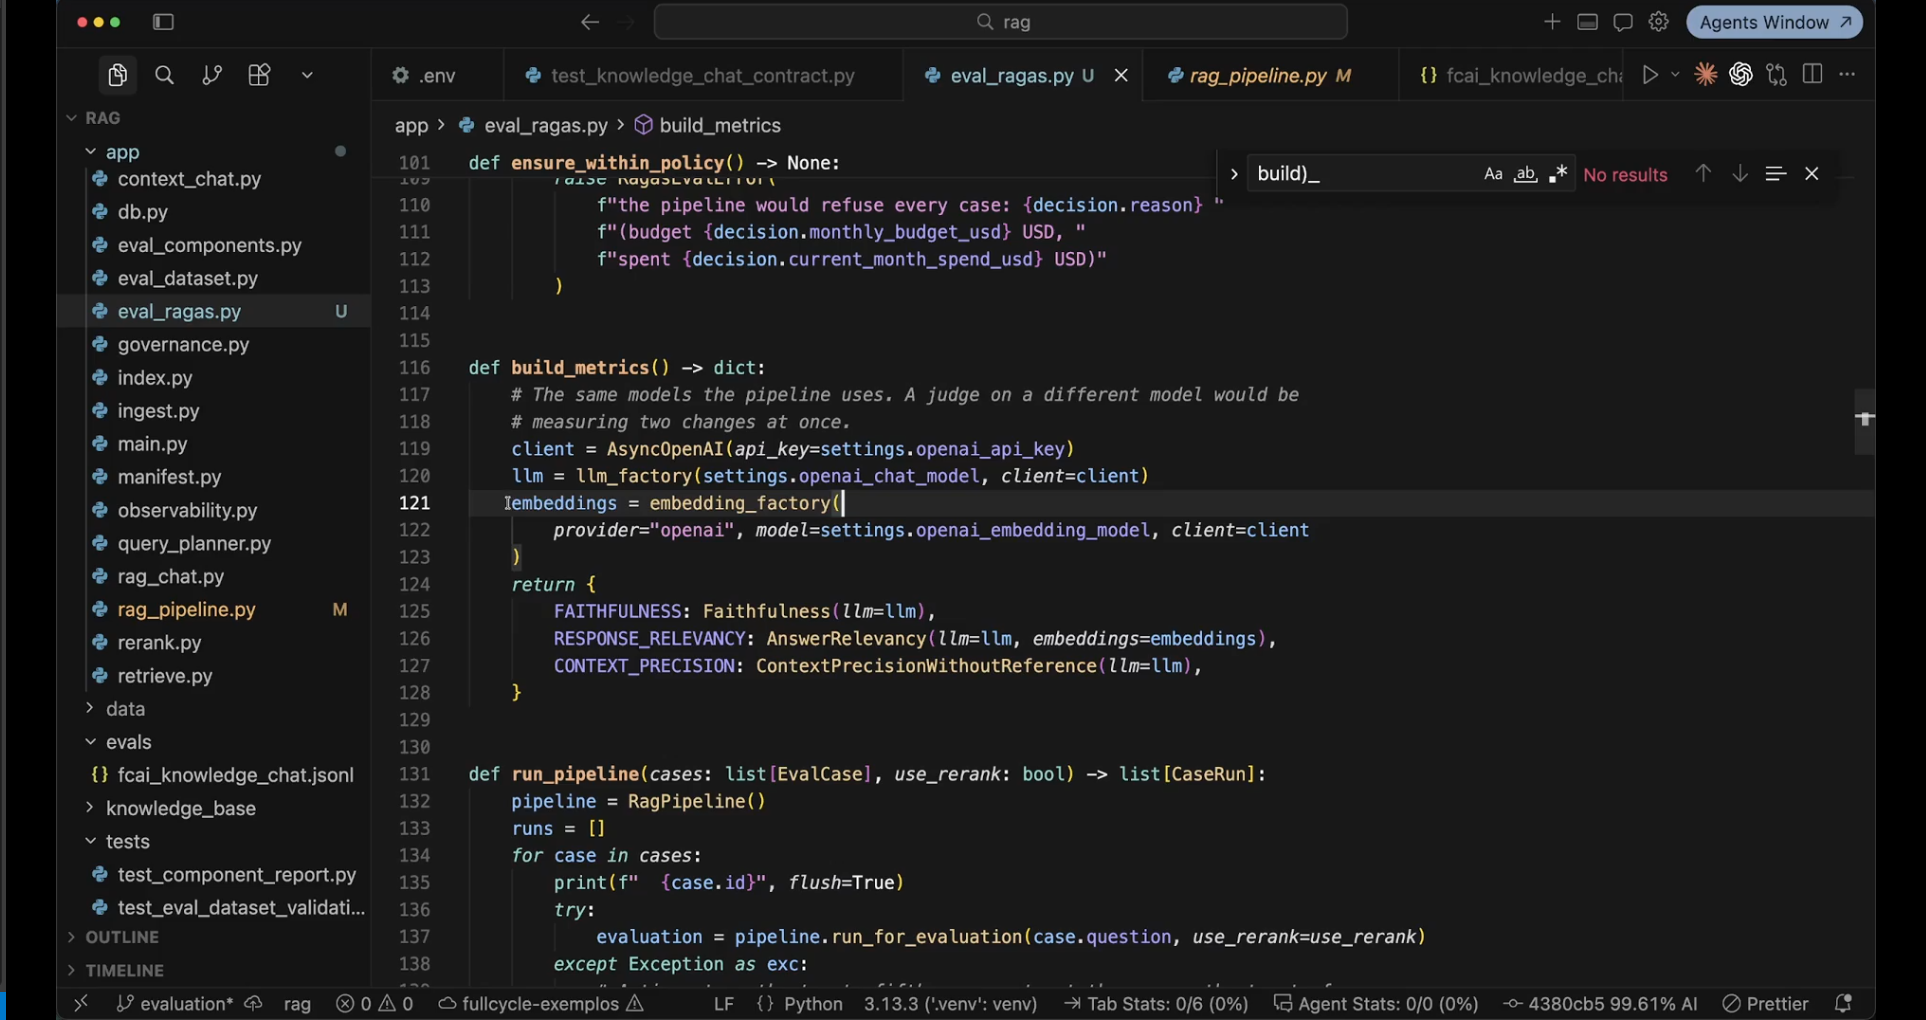 rag
Agents Window
.env
test_knowledge_chat_contract.py
eval_ragas.py U
rag_pipeline.py M
{} fcai_knowledge_cha
RAG
app
context_chat.py
db.py
eval_components.py
eval_dataset.py
eval_ragas.py U
governance.py
index.py
ingest.py
main.py
manifest.py
observability.py
query_planner.py
rag_chat.py
rag_pipeline.py M
rerank.py
retrieve.py
data
evals
{} fcai_knowledge_chat.jsonl
knowledge_base
tests
test_component_report.py
test_eval_dataset_validati...
OUTLINE
TIMELINE
app > eval_ragas.py > build_metrics
build)_
Aa ab .* No results
101 def ensure_within_policy() -> None:
109 raise RagasEvalError(
110 f"the pipeline would refuse every case: {decision.reason} "
111 f"(budget {decision.monthly_budget_usd} USD, "
112 f"spent {decision.current_month_spend_usd} USD)"
113 )
114
115
116 def build_metrics() -> dict:
117 # The same models the pipeline uses. A judge on a different model would be
118 # measuring two changes at once.
119 client = AsyncOpenAI(api_key=settings.openai_api_key)
120 llm = llm_factory(settings.openai_chat_model, client=client)
121 embeddings = embedding_factory(
122 provider="openai", model=settings.openai_embedding_model, client=client
123 )
124 return {
125 FAITHFULNESS: Faithfulness(llm=llm),
126 RESPONSE_RELEVANCY: AnswerRelevancy(llm=llm, embeddings=embeddings),
127 CONTEXT_PRECISION: ContextPrecisionWithoutReference(llm=llm),
128 }
129
130
131 def run_pipeline(cases: list[EvalCase], use_rerank: bool) -> list[CaseRun]:
132 pipeline = RagPipeline()
133 runs = []
134 for case in cases:
135 print(f"  {case.id}", flush=True)
136 try:
137 evaluation = pipeline.run_for_evaluation(case.question, use_rerank=use_rerank)
138 except Exception as exc:
evaluation* rag 0 0 fullcycle-exemplos LF {} Python 3.13.3 ('.venv': venv) Tab Stats: 0/6 (0%) Agent Stats: 0/0 (0%) 4380cb5 99.61% AI Prettier